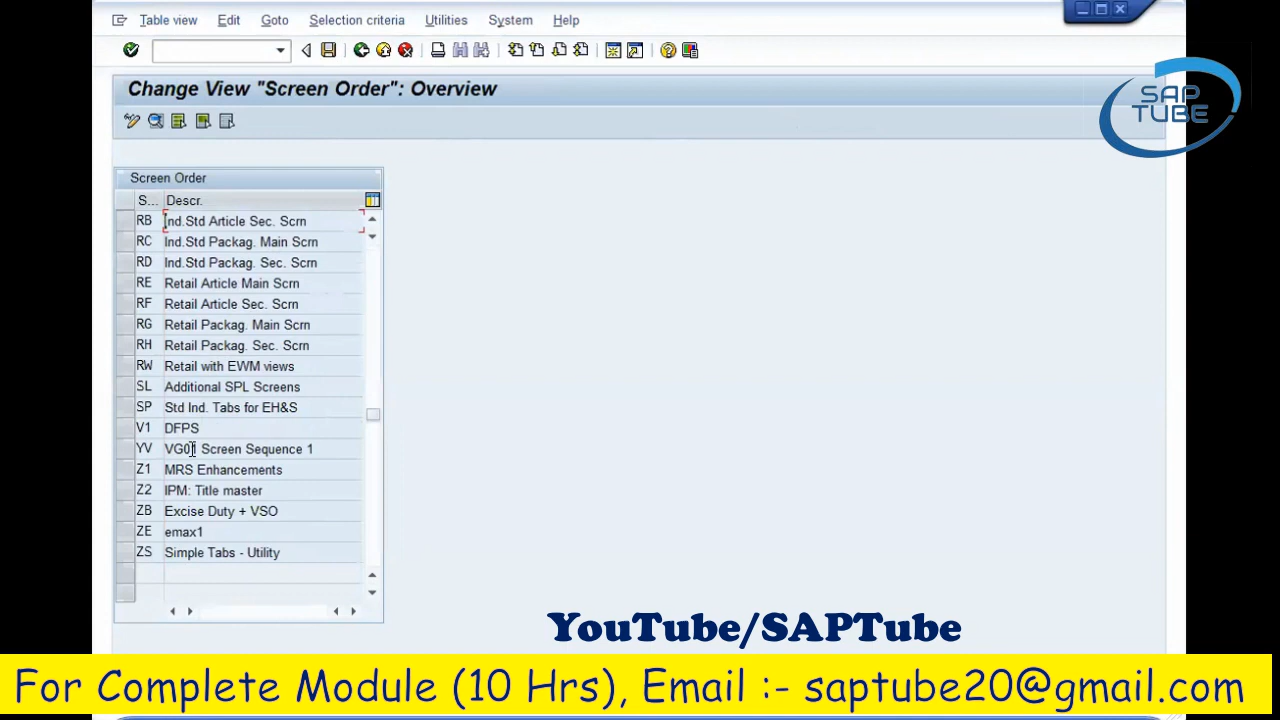 Table view Edit Goto Selection criteria Utilities System Help
Change View "Screen Order": Overview
SAP
TUBE
Screen Order
S... Descr.
RB Ind.Std Article Sec. Scrn
RC Ind.Std Packag. Main Scrn
RD Ind.Std Packag. Sec. Scrn
RE Retail Article Main Scrn
RF Retail Article Sec. Scrn
RG Retail Packag. Main Scrn
RH Retail Packag. Sec. Scrn
RW Retail with EWM views
SL Additional SPL Screens
SP Std Ind. Tabs for EH&S
V1 DFPS
YV VG01 Screen Sequence 1
Z1 MRS Enhancements
Z2 IPM: Title master
ZB Excise Duty + VSO
ZE emax1
ZS Simple Tabs - Utility
YouTube/SAPTube
For Complete Module (10 Hrs), Email :- saptube20@gmail.com